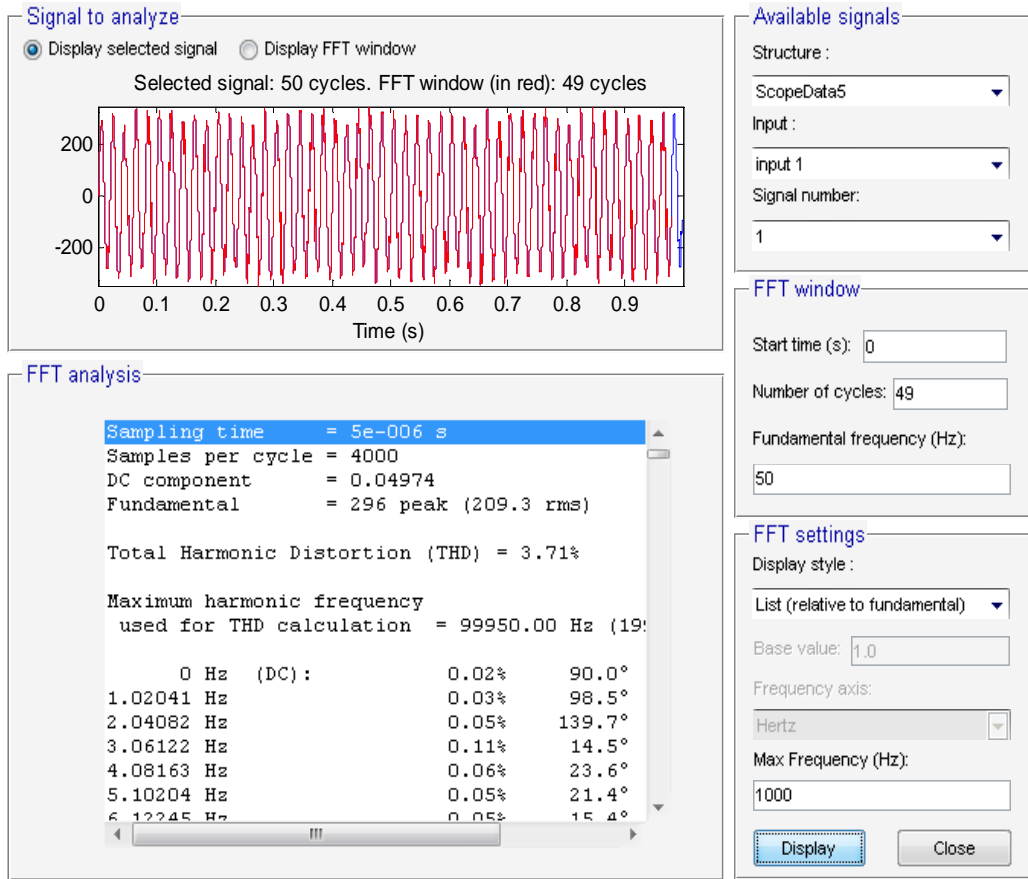 Signal to analyze
Display selected signal Display FFT window
Selected signal: 50 cycles. FFT window (in red): 49 cycles
200
0
-200
0 0.1 0.2 0.3 0.4 0.5 0.6 0.7 0.8 0.9
Time (s)
FFT analysis
Sampling time = 5e-006 s
Samples per cycle = 4000
DC component = 0.04974
Fundamental = 296 peak (209.3 rms)
Total Harmonic Distortion (THD) = 3.71%
Maximum harmonic frequency
used for THD calculation = 99950.00 Hz
0 Hz (DC): 0.02% 90.0°
1.02041 Hz 0.03% 98.5°
2.04082 Hz 0.05% 139.7°
3.06122 Hz 0.11% 14.5°
4.08163 Hz 0.06% 23.6°
5.10204 Hz 0.05% 21.4°
6.12245 Hz 0.05% 15.4°
Available signals
Structure :
ScopeData5
Input :
input 1
Signal number:
1
FFT window
Start time (s): 0
Number of cycles: 49
Fundamental frequency (Hz):
50
FFT settings
Display style :
List (relative to fundamental)
Base value: 1.0
Frequency axis:
Hertz
Max Frequency (Hz):
1000
Display Close